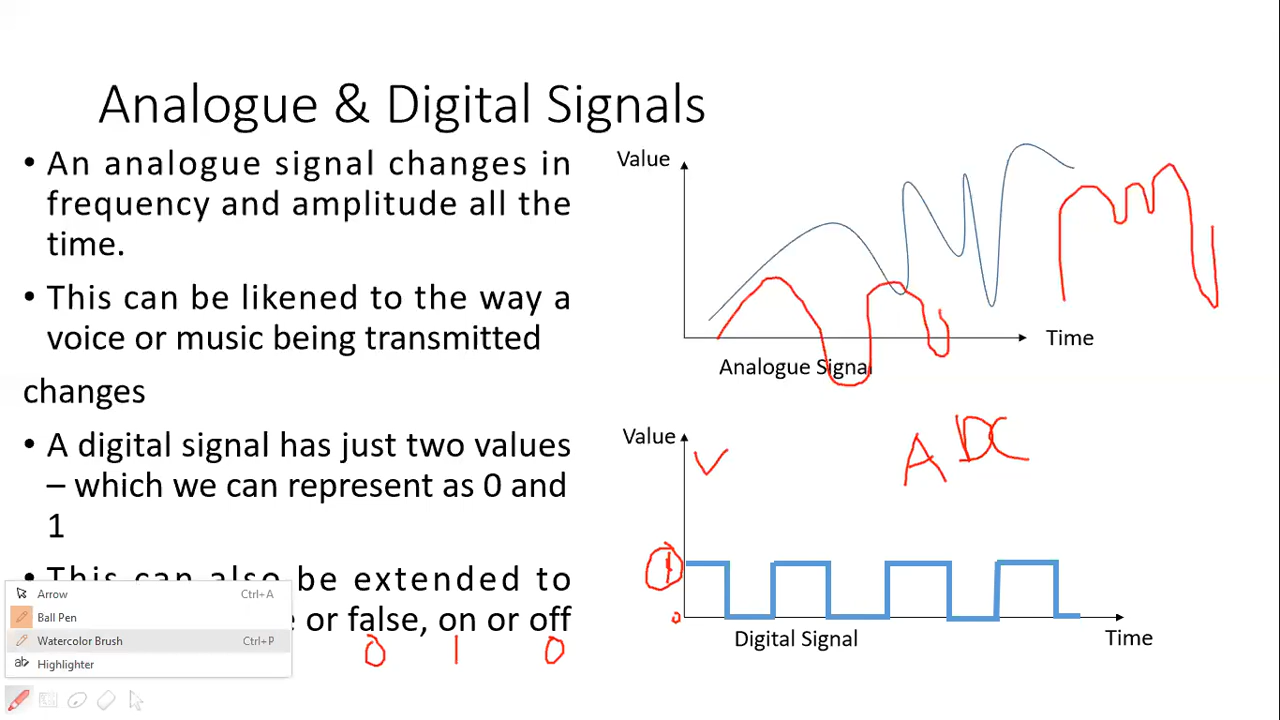 Analogue & Digital Signals
• An analogue signal changes in
frequency and amplitude all the
time.
• This can be likened to the way a
voice or music being transmitted
changes
• A digital signal has just two values
– which we can represent as 0 and
1
• This can also be extended to
e or false, on or off
0 1 0
Arrow Ctrl+A
Ball Pen
Watercolor Brush Ctrl+P
Highlighter
Value
Time
Analogue Signal
Value
V
A DC
1
0
Digital Signal
Time